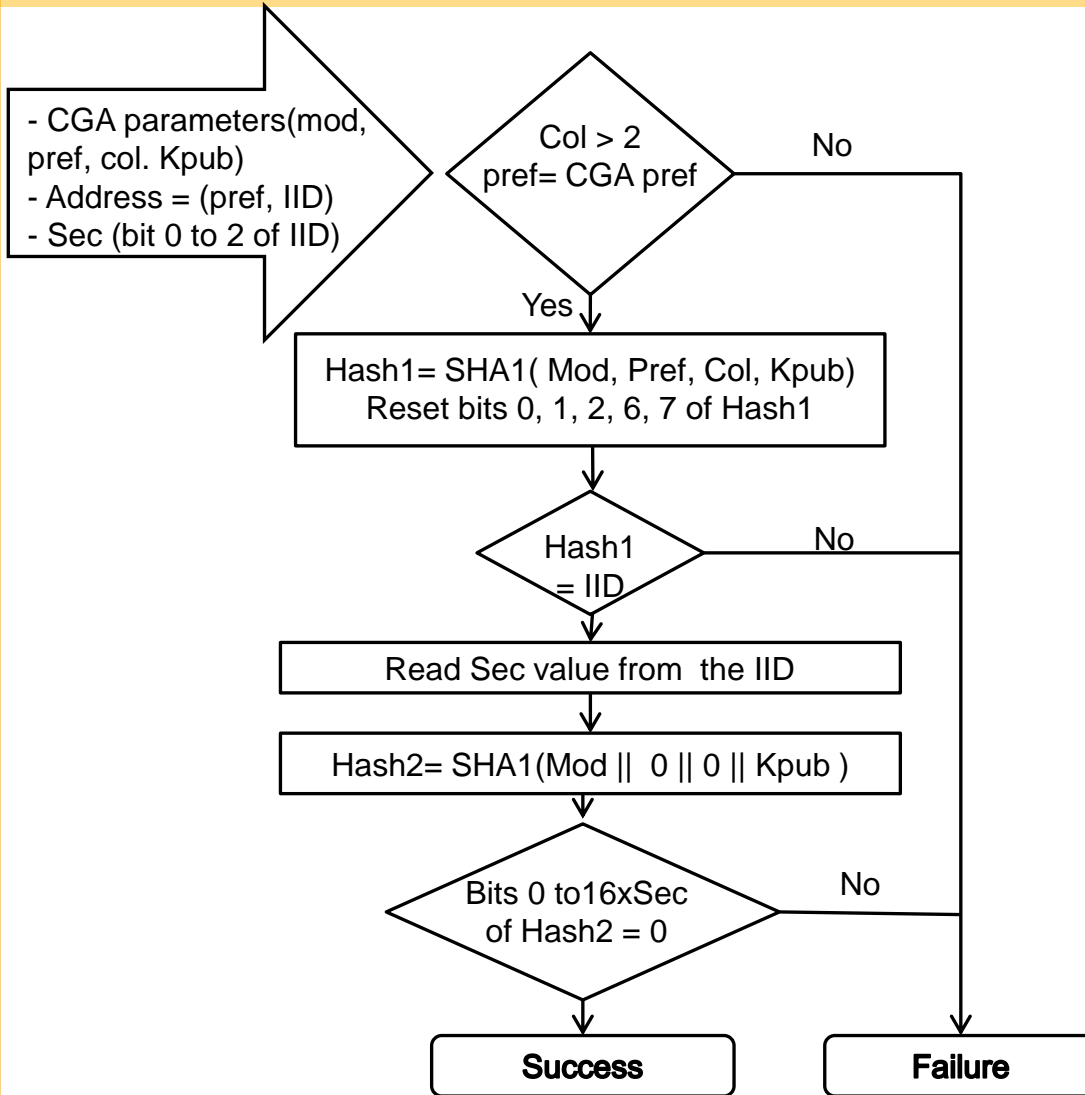 - CGA parameters(mod,
pref, col. Kpub)
- Address = (pref, IID)
- Sec (bit 0 to 2 of IID)
Col > 2
pref= CGA pref
No
Yes
Hash1= SHA1( Mod, Pref, Col, Kpub)
Reset bits 0, 1, 2, 6, 7 of Hash1
Hash1
= IID
No
Read Sec value from the IID
Hash2= SHA1(Mod || 0 || 0 || Kpub )
Bits 0 to16xSec
of Hash2 = 0
No
Success
Failure